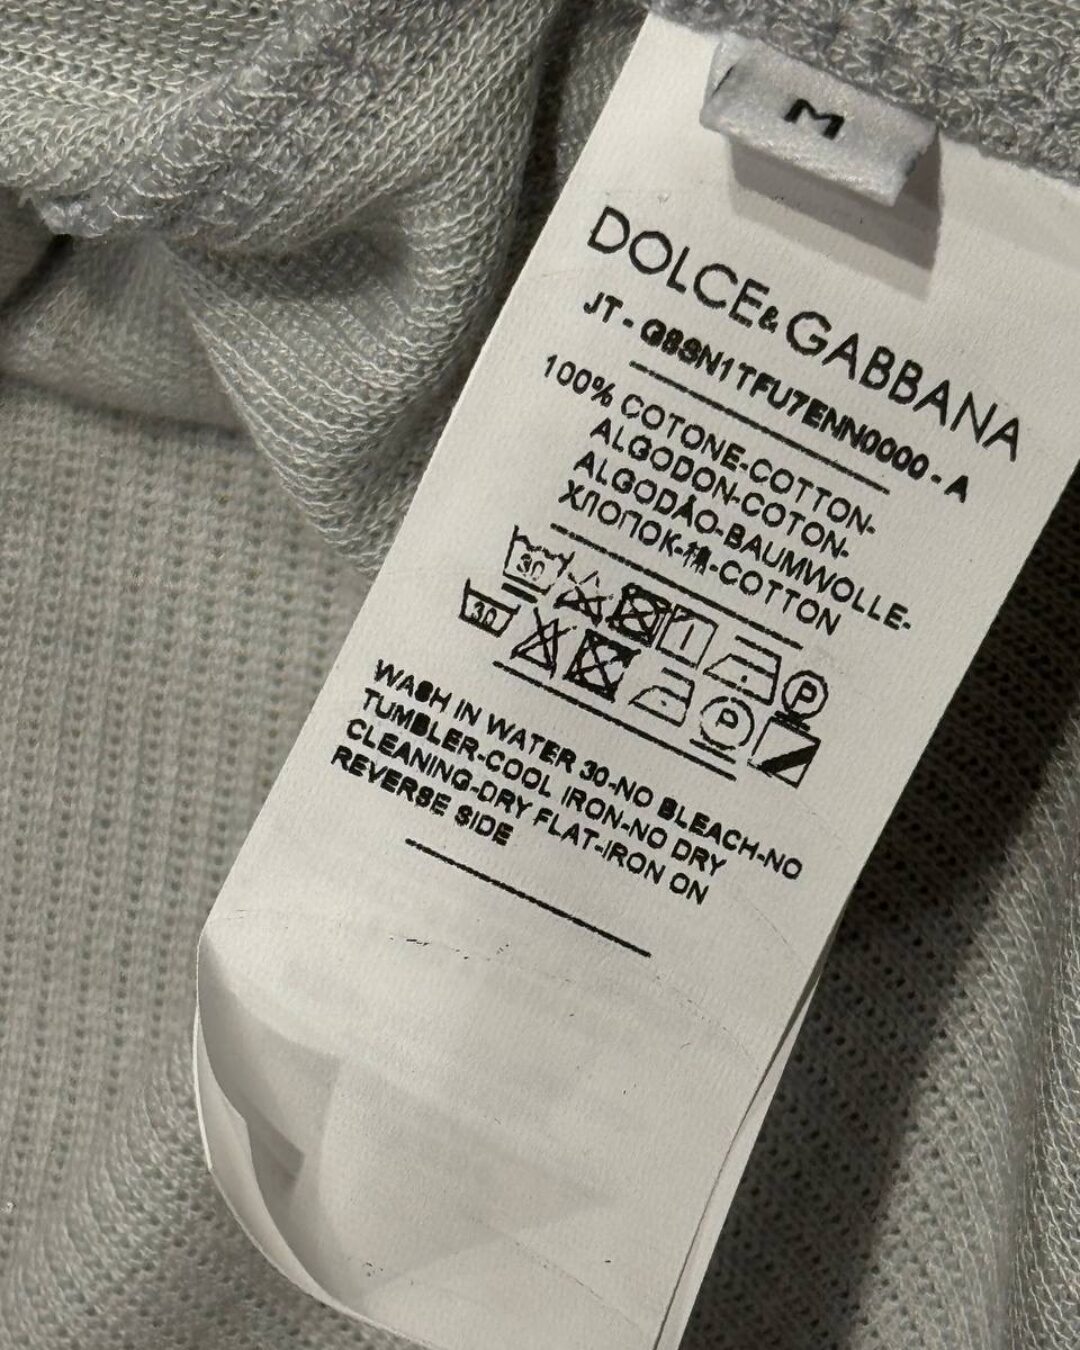 M
DOLCE&GABBANA
JT - G8SN1TFU7ENN0000 - A
100% COTONE-COTTON-
ALGODON-COTON-
ALGODÃO-BAUMWOLLE-
ХЛОПОК-棉-COTTON
30 P
30 P
WASH IN WATER 30-NO BLEACH-NO
TUMBLER-COOL IRON-NO DRY
CLEANING-DRY FLAT-IRON ON
REVERSE SIDE